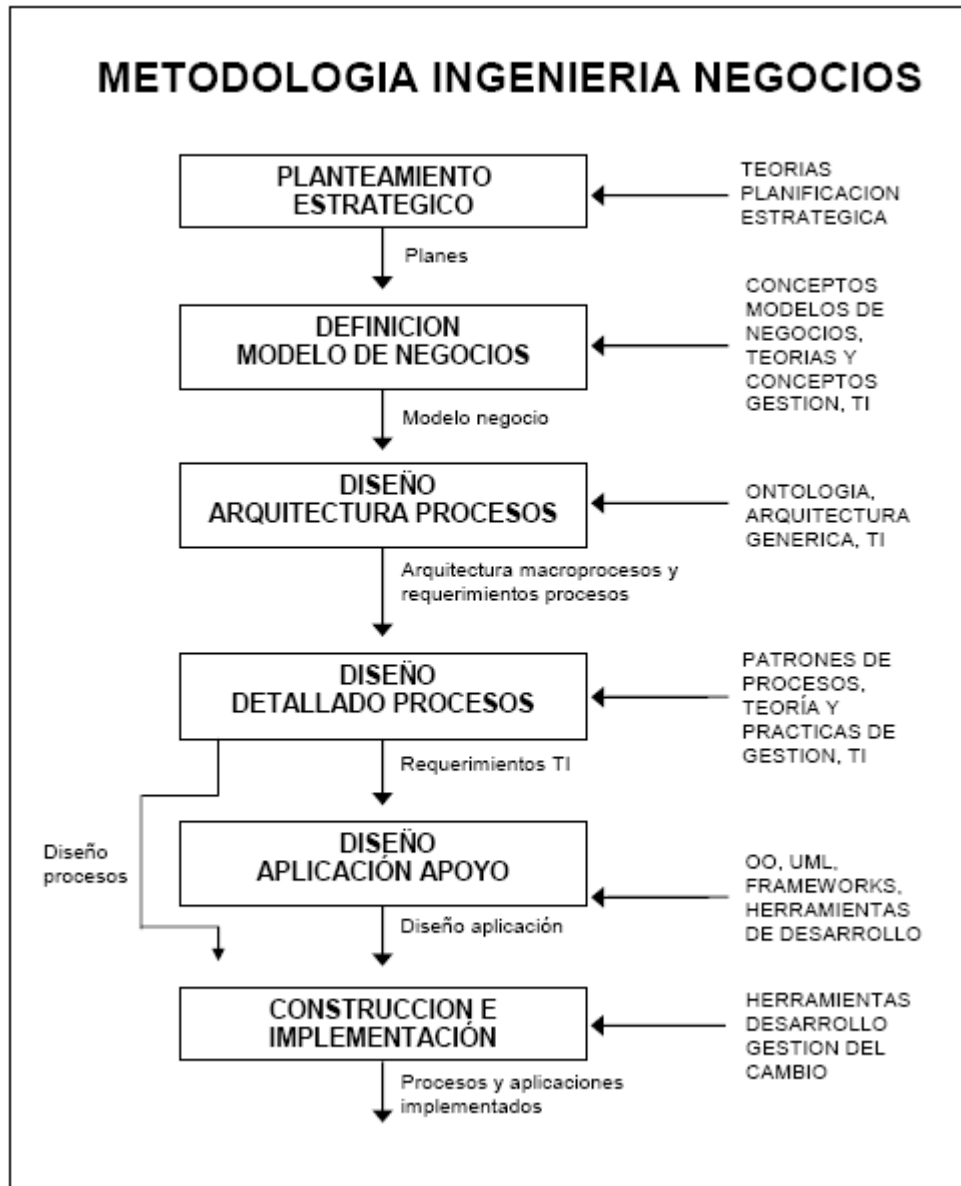 METODOLOGIA INGENIERIA NEGOCIOS
PLANTEAMIENTO
ESTRATEGICO
TEORIAS
PLANIFICACION
ESTRATEGICA
Planes
DEFINICION
MODELO DE NEGOCIOS
CONCEPTOS
MODELOS DE
NEGOCIOS,
TEORIAS Y
CONCEPTOS
GESTION, TI
Modelo negocio
DISEÑO
ARQUITECTURA PROCESOS
ONTOLOGIA,
ARQUITECTURA
GENERICA, TI
Arquitectura macroprocesos y
requerimientos procesos
DISEÑO
DETALLADO PROCESOS
PATRONES DE
PROCESOS,
TEORÍA Y
PRACTICAS DE
GESTION, TI
Requerimientos TI
Diseño
procesos
DISEÑO
APLICACIÓN APOYO
OO, UML,
FRAMEWORKS,
HERRAMIENTAS
DE DESARROLLO
Diseño aplicación
CONSTRUCCION E
IMPLEMENTACIÓN
HERRAMIENTAS
DESARROLLO
GESTION DEL
CAMBIO
Procesos y aplicaciones
implementados